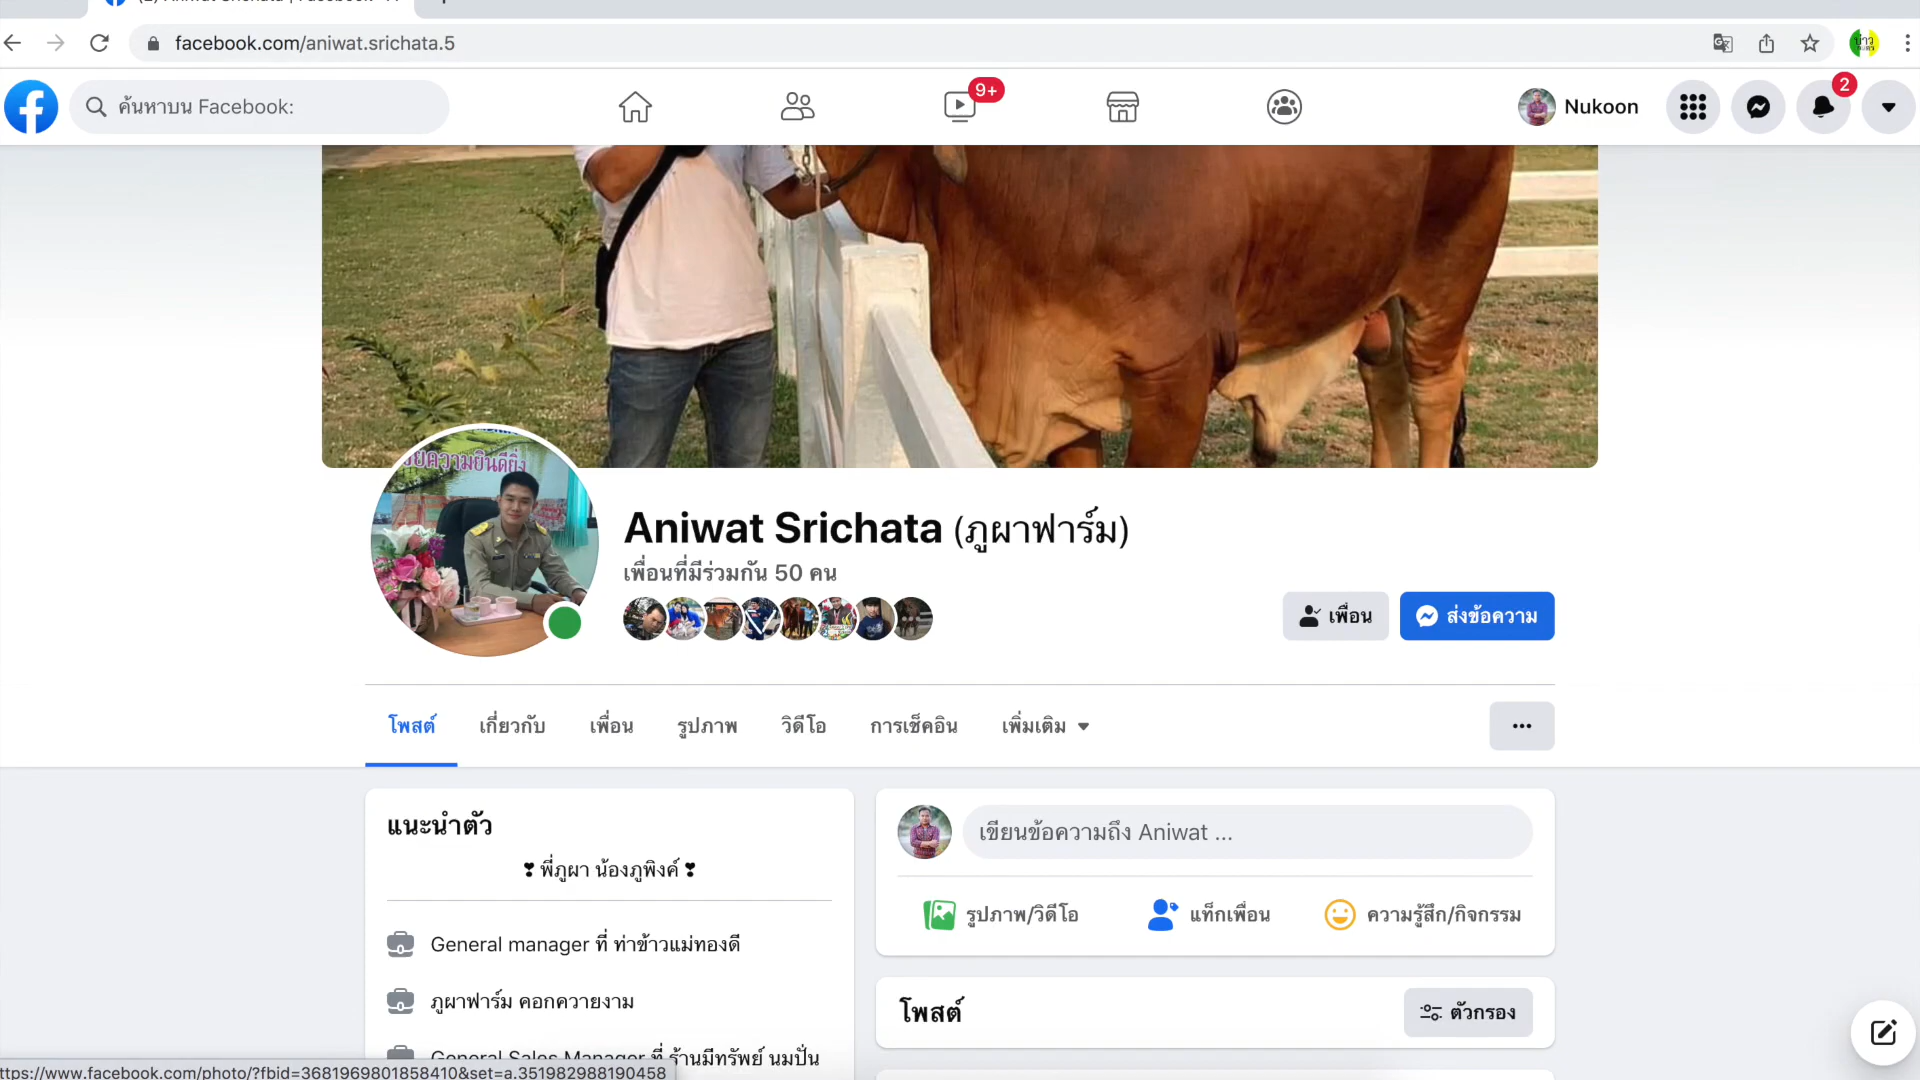 facebook.com/aniwat.srichata.5
ค้นหาบน Facebook:
9+
Nukoon
2
ข่าว
ยความยินดียิ่ง
Aniwat Srichata (ภูผาฟาร์ม)
เพื่อนที่มีร่วมกัน 50 คน
เพื่อน
ส่งข้อความ
โพสต์ เกี่ยวกับ เพื่อน รูปภาพ วิดีโอ การเช็คอิน เพิ่มเติม
แนะนำตัว
❣ พี่ภูผา น้องภูพิงค์ ❣
General manager ที่ ท่าข้าวแม่ทองดี
ภูผาฟาร์ม คอกควายงาม
General Sales Manager ที่ ร้านมีทรัพย์ นมปั่น
เขียนข้อความถึง Aniwat ...
รูปภาพ/วิดีโอ แท็กเพื่อน ความรู้สึก/กิจกรรม
โพสต์
ตัวกรอง
ttps://www.facebook.com/photo/?fbid=3681969801858410&set=a.351982988190458